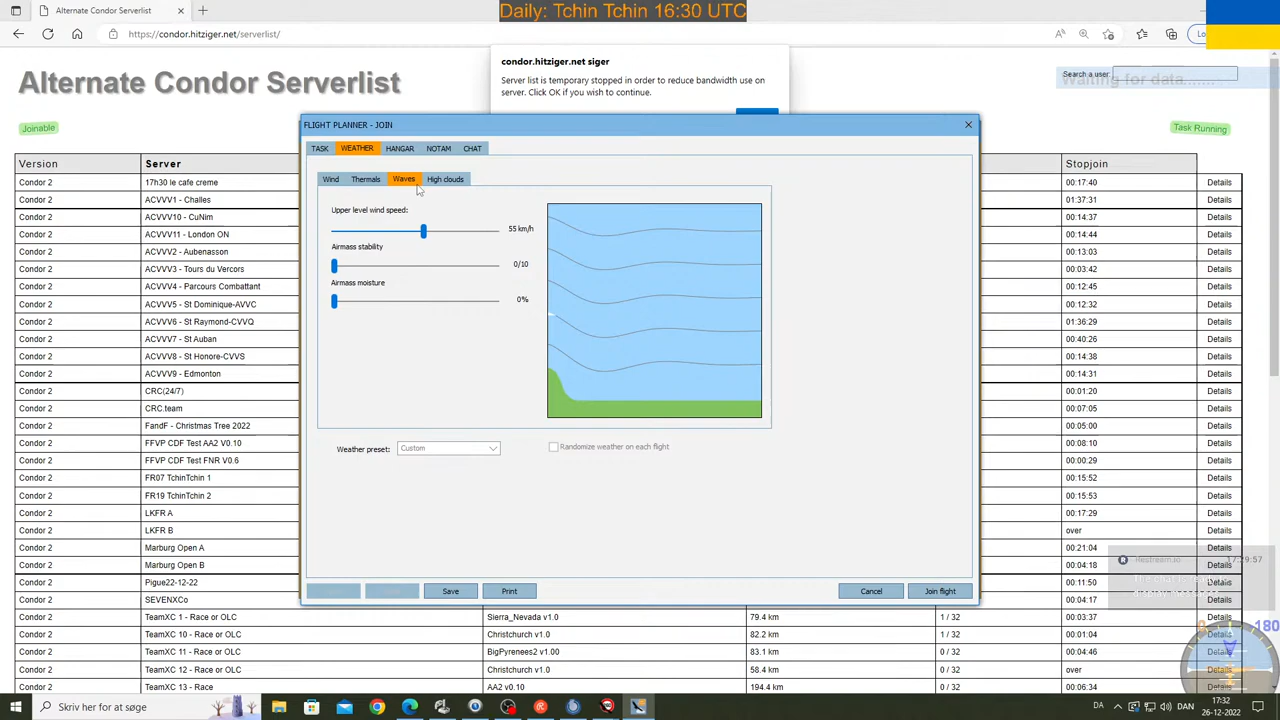 Daily: Tchin Tchin 16:30 UTC
Alternate Condor Serverlist
https://condor.hitziger.net/serverlist/
Alternate Condor Serverlist
condor.hitziger.net siger
Server list is temporary stopped in order to reduce bandwidth use on
server. Click OK if you wish to continue.
Search a user:
Waiting for data.......
Joinable
Task Running
FLIGHT PLANNER - JOIN
TASK WEATHER HANGAR NOTAM CHAT
Wind Thermals Waves High clouds
Upper level wind speed:
55 km/h
Airmass stability
0/10
Airmass moisture
0%
Weather preset: Custom
Randomize weather on each flight
Save Print Cancel Join flight
Version Server Stopjoin
Condor 2 17h30 le cafe creme 00:17:40 Details
Condor 2 ACVVV1 - Challes 01:37:31 Details
Condor 2 ACVVV10 - CuNim 00:14:37 Details
Condor 2 ACVVV11 - London ON 00:14:44 Details
Condor 2 ACVVV2 - Aubenasson 00:13:03 Details
Condor 2 ACVVV3 - Tours du Vercors 00:03:42 Details
Condor 2 ACVVV4 - Parcours Combattant 00:12:45 Details
Condor 2 ACVVV5 - St Dominique-AVVC 00:12:32 Details
Condor 2 ACVVV6 - St Raymond-CVVQ 01:36:29 Details
Condor 2 ACVVV7 - St Auban 00:40:26 Details
Condor 2 ACVVV8 - St Honore-CVVS 00:14:38 Details
Condor 2 ACVVV9 - Edmonton 00:14:31 Details
Condor 2 CRC(24/7) 00:01:20 Details
Condor 2 CRC.team 00:07:05 Details
Condor 2 FandF - Christmas Tree 2022 00:05:00 Details
Condor 2 FFVP CDF Test AA2 V0.10 00:08:10 Details
Condor 2 FFVP CDF Test FNR V0.6 00:00:29 Details
Condor 2 FR07 TchinTchin 1 00:15:52 Details
Condor 2 FR19 TchinTchin 2 00:15:53 Details
Condor 2 LKFR A 00:17:29 Details
Condor 2 LKFR B over Details
Condor 2 Marburg Open A 00:21:04 Details
Condor 2 Marburg Open B 00:18:04 Details
Condor 2 Pigue22-12-22 00:11:50 Details
Condor 2 SEVENXCo 00:04:17 Details
Condor 2 TeamXC 1 - Race or OLC Sierra_Nevada v1.0 79.4 km 1 / 32 00:03:37 Details
Condor 2 TeamXC 10 - Race or OLC Christchurch v1.0 82.2 km 1 / 32 00:01:04 Details
Condor 2 TeamXC 11 - Race or OLC BigPyrenees2 v1.00 83.1 km 0 / 32 00:04:46 Details
Condor 2 TeamXC 12 - Race or OLC Christchurch v1.0 58.4 km 0 / 32 over Details
Condor 2 TeamXC 13 - Race AA2 v0.10 194.4 km 1 / 32 00:06:34 Details
Restream.io 17:29:57
0 180
Skriv her for at søge
DA
DAN
17:32
26-12-2022